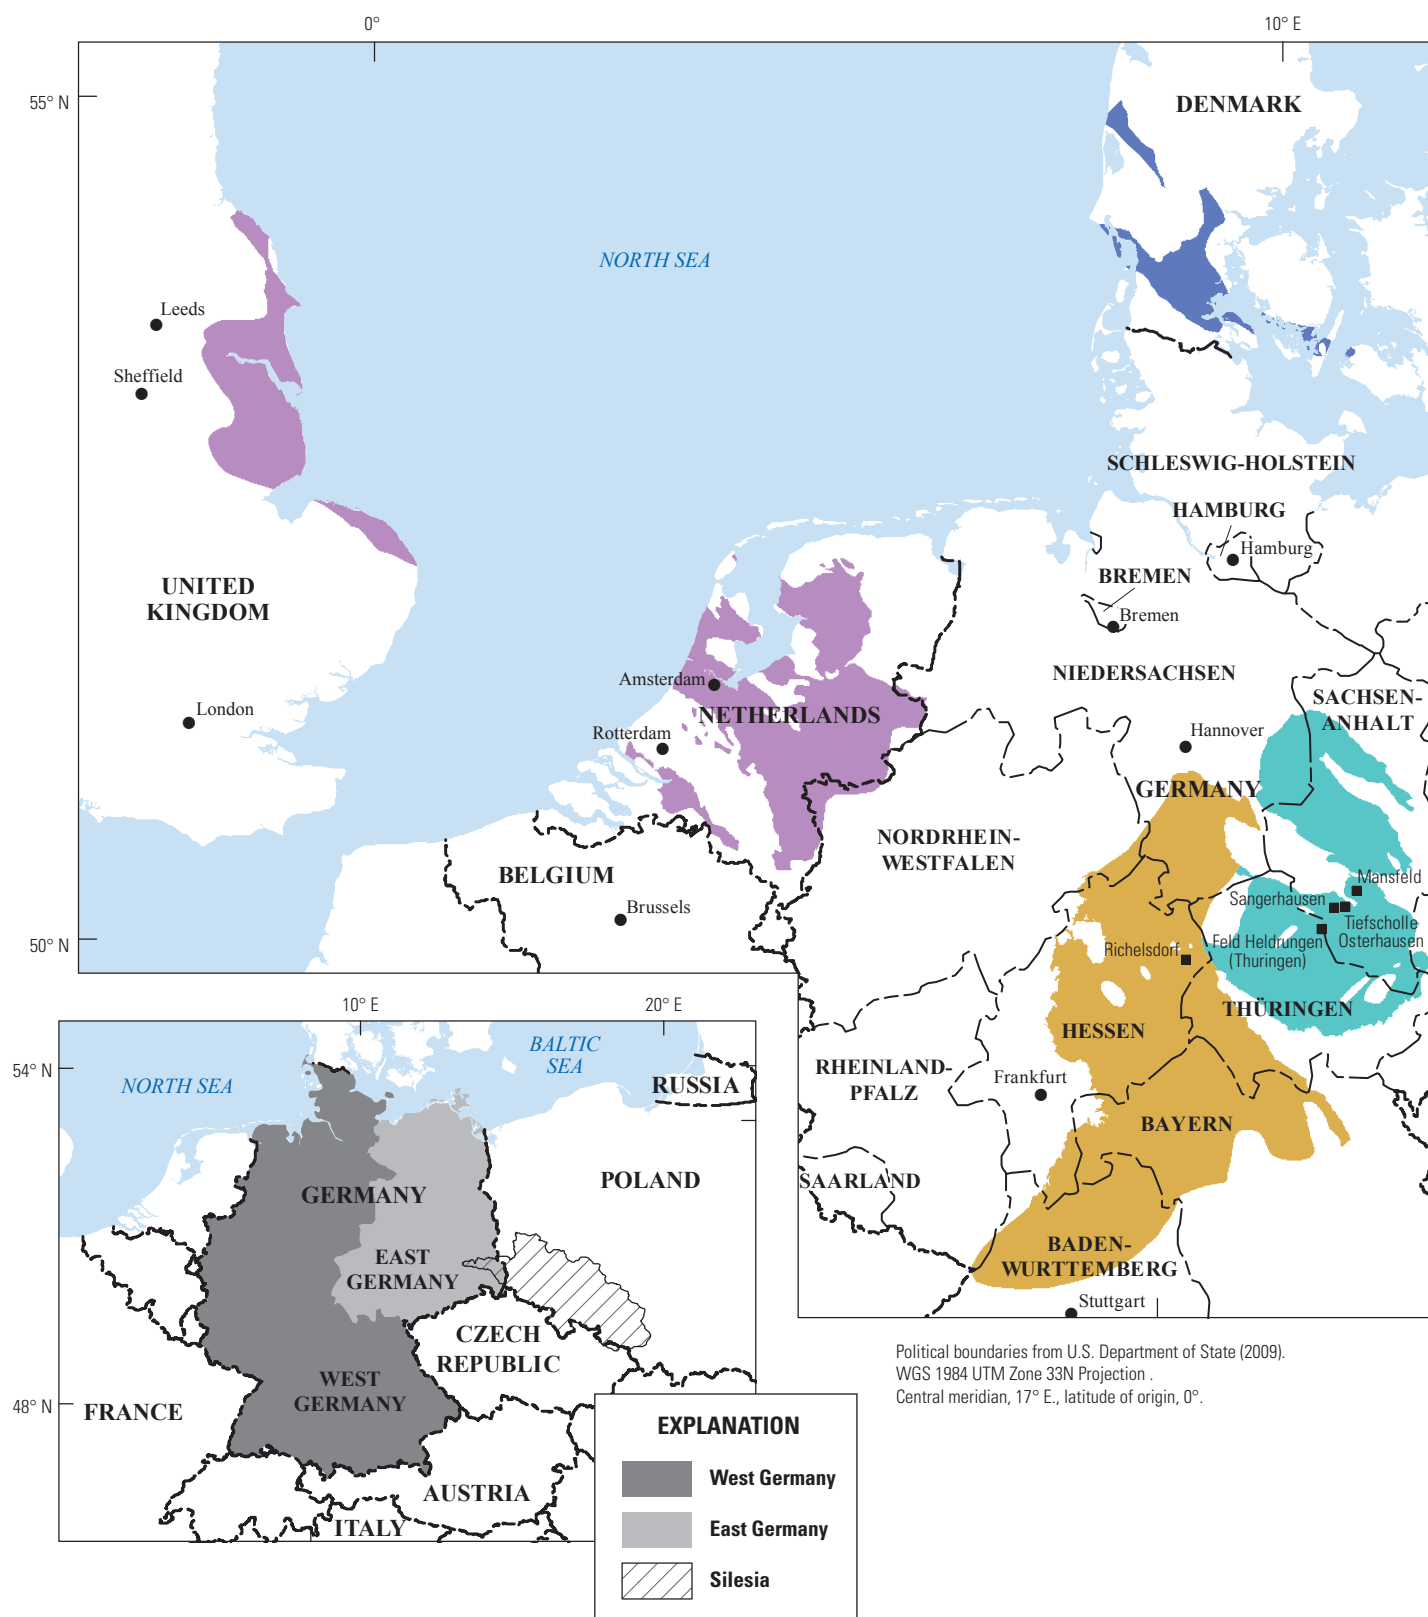 0°
10° E
55° N
DENMARK
NORTH SEA
Leeds
Sheffield
SCHLESWIG-HOLSTEIN
HAMBURG
Hamburg
BREMEN
Bremen
UNITED
KINGDOM
NIEDERSACHSEN
Amsterdam
SACHSEN-
ANHALT
London
NETHERLANDS
Rotterdam
Hannover
GERMANY
NORDRHEIN-
WESTFALEN
BELGIUM
Mansfeld
Sangerhausen
Brussels
Tiefscholle
Osterhausen
50° N
Richelsdorf
Feld Heldrungen
(Thuringen)
THÜRINGEN
HESSEN
RHEINLAND-
PFALZ
Frankfurt
BAYERN
SAARLAND
BADEN-
WURTTEMBERG
Stuttgart
10° E
20° E
54° N
NORTH SEA
BALTIC
SEA
RUSSIA
POLAND
GERMANY
EAST
GERMANY
CZECH
REPUBLIC
WEST
GERMANY
48° N
FRANCE
AUSTRIA
ITALY
Political boundaries from U.S. Department of State (2009).
WGS 1984 UTM Zone 33N Projection .
Central meridian, 17° E., latitude of origin, 0°.
EXPLANATION
West Germany
East Germany
Silesia